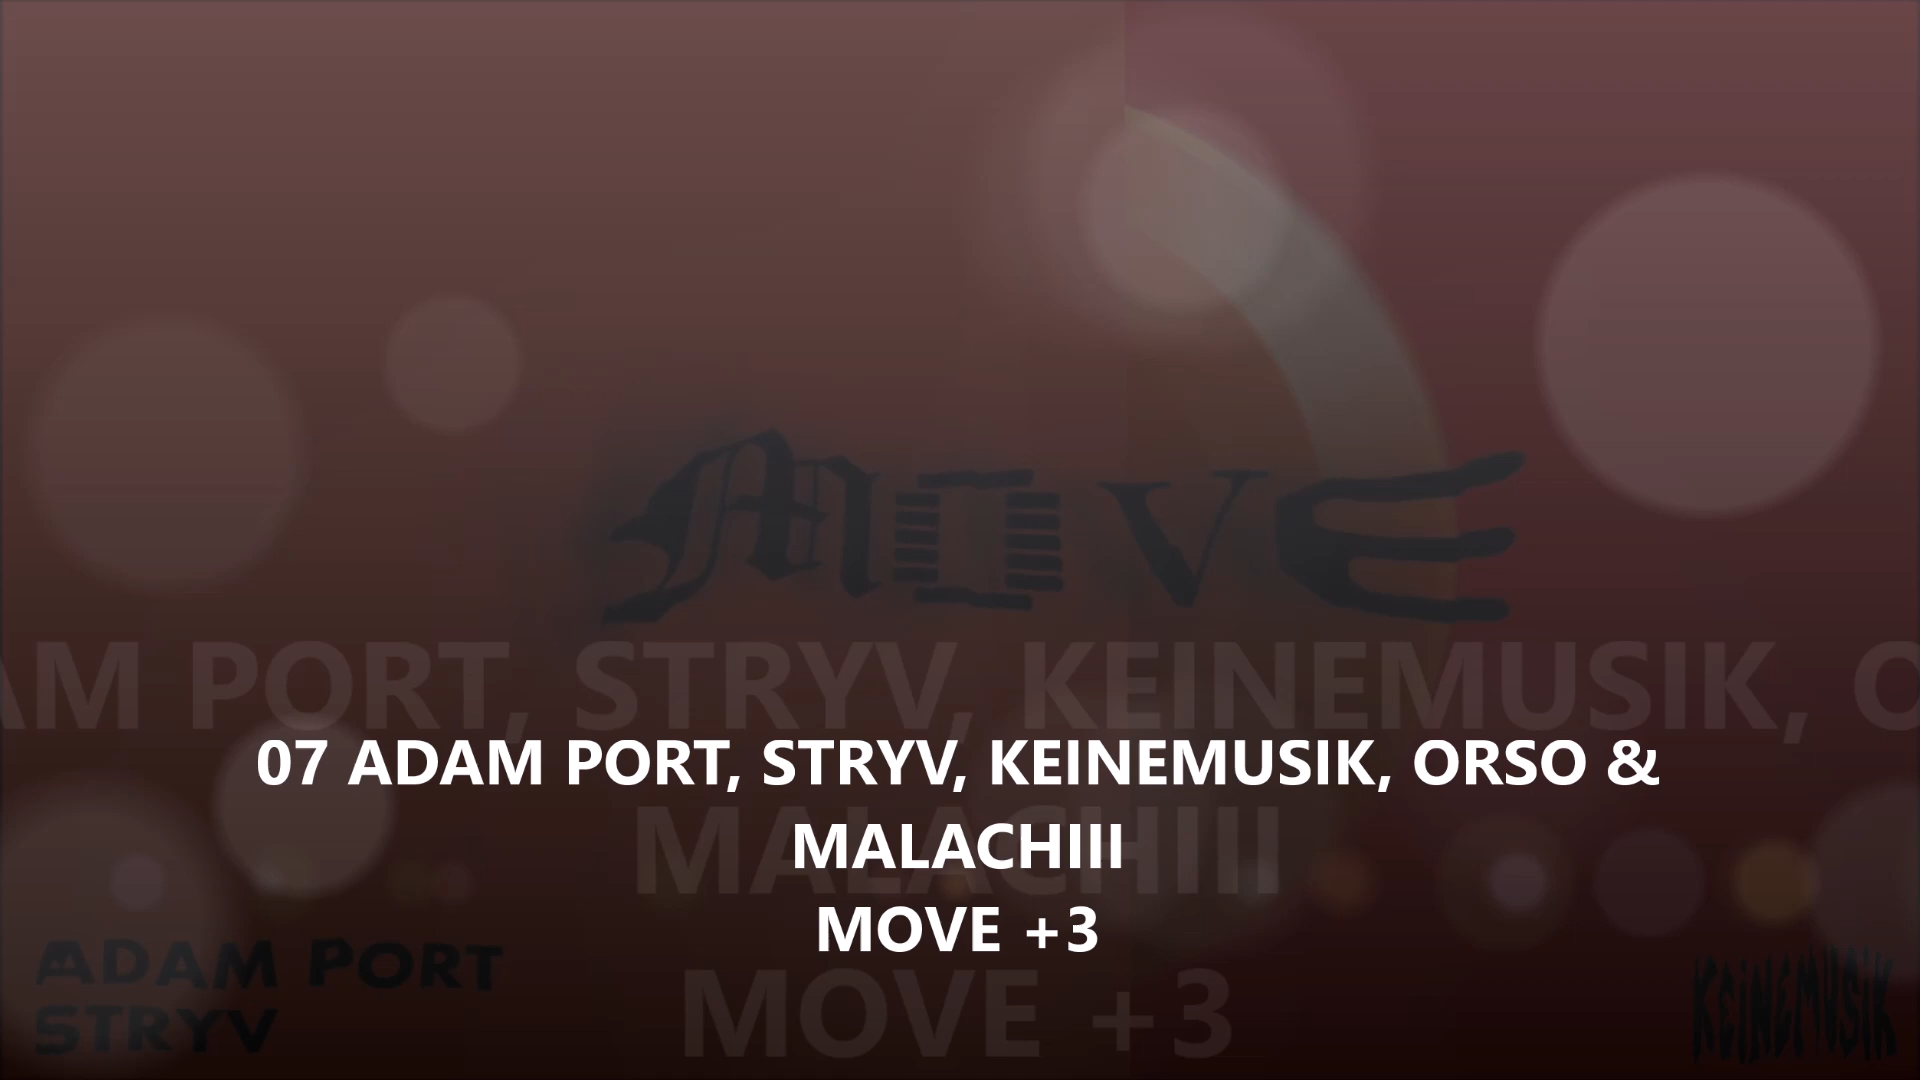 MOVE
AM PORT, STRYV, KEINEMUSIK, O
07 ADAM PORT, STRYV, KEINEMUSIK, ORSO &
MALACHIII
MALACHIII
MOVE +3
ADAM PORT
STRYV
MOVE +3
KEINEMUSIK